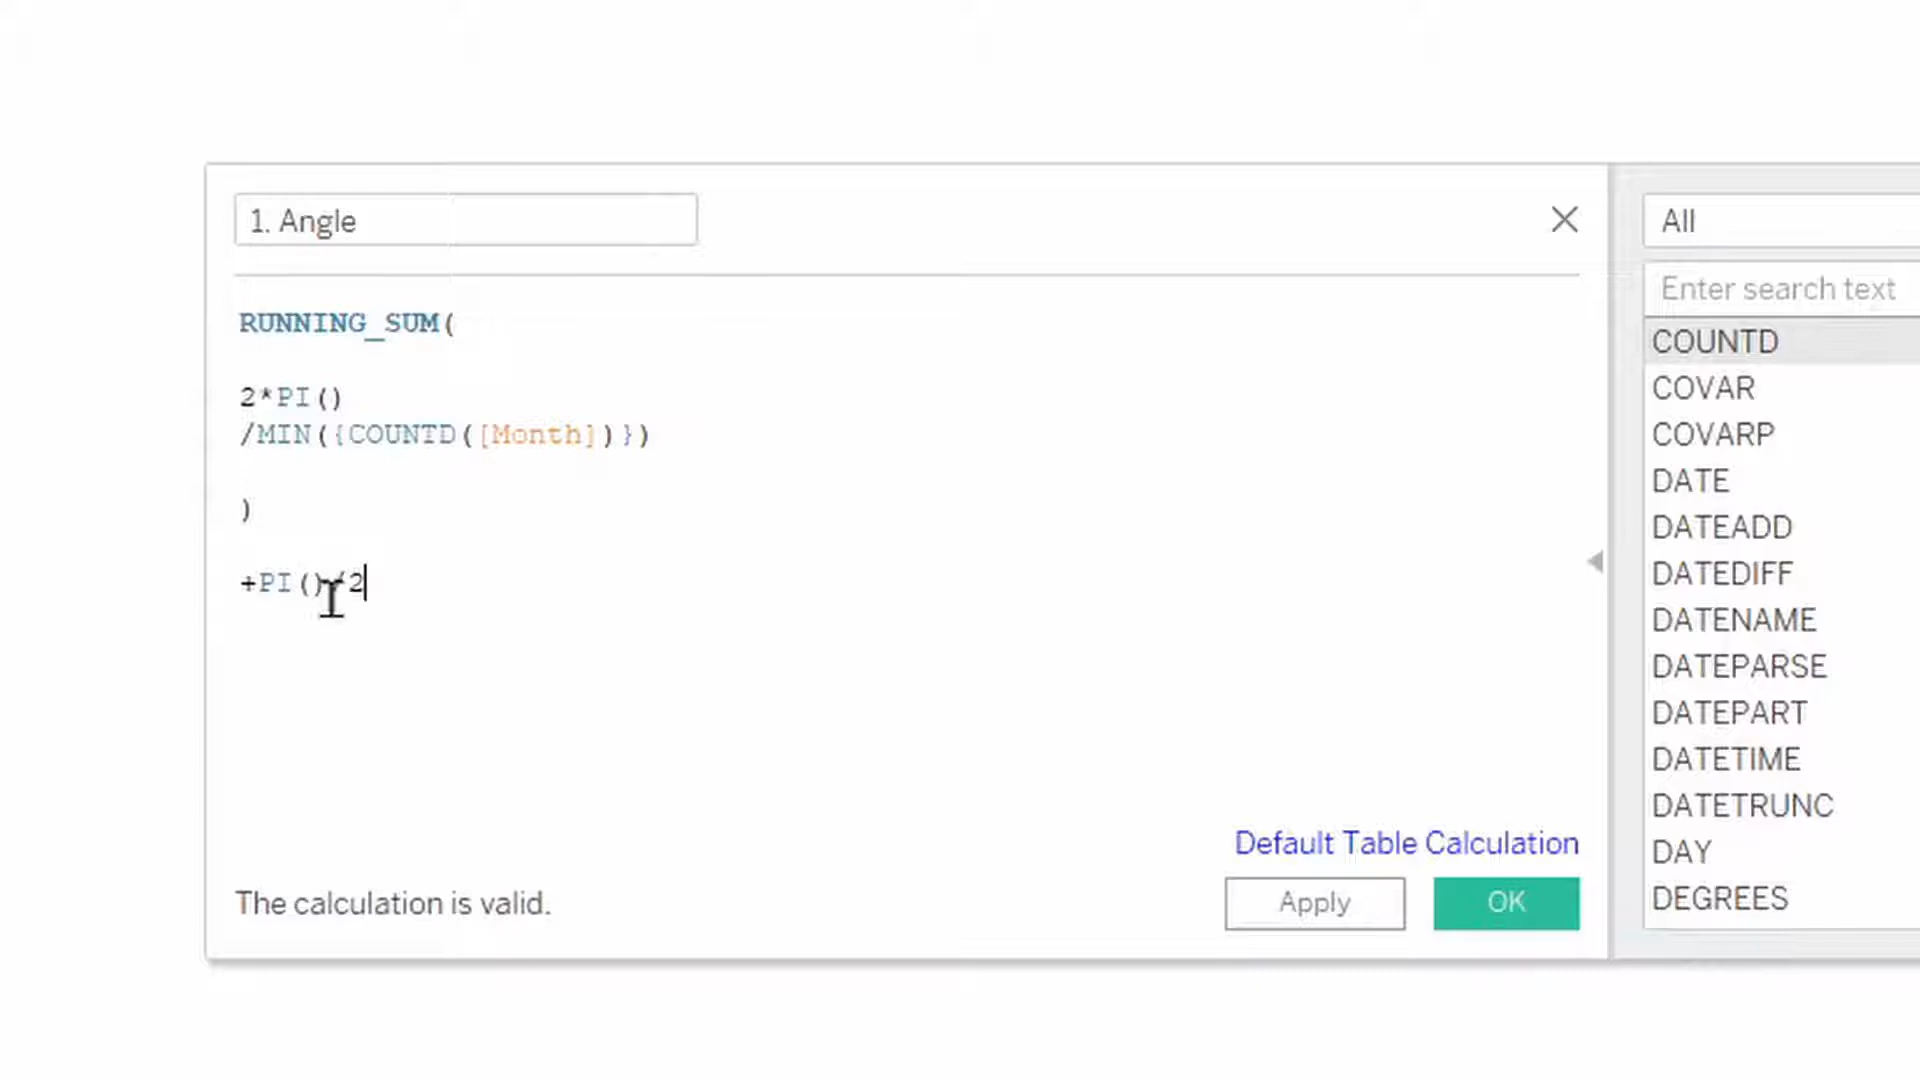 1. Angle
RUNNING_SUM(
2*PI()
/MIN({COUNTD([Month])})
)
+PI()/2
Default Table Calculation
The calculation is valid.
Apply
OK
All
Enter search text
COUNTD
COVAR
COVARP
DATE
DATEADD
DATEDIFF
DATENAME
DATEPARSE
DATEPART
DATETIME
DATETRUNC
DAY
DEGREES